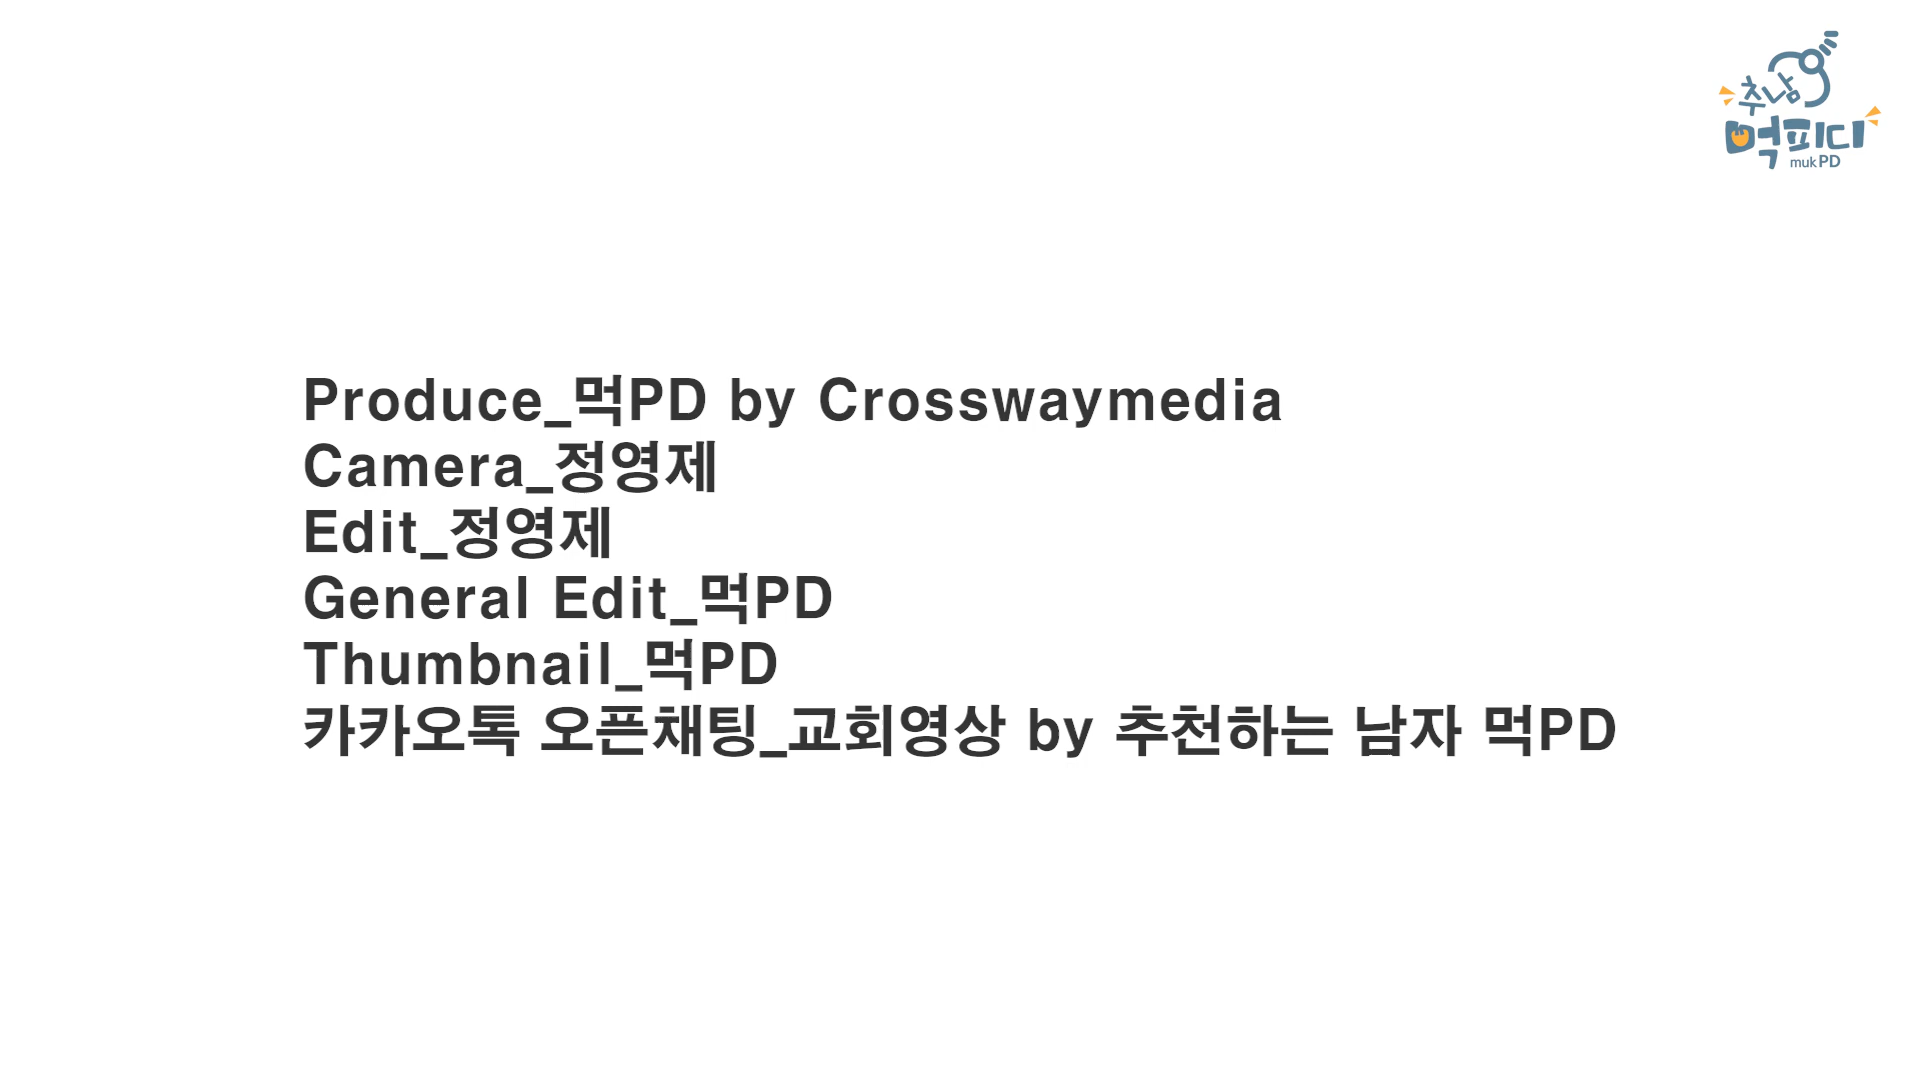 추남
먹피디
muk PD
Produce_먹PD by Crosswaymedia
Camera_정영제
Edit_정영제
General Edit_먹PD
Thumbnail_먹PD
카카오톡 오픈채팅_교회영상 by 추천하는 남자 먹PD